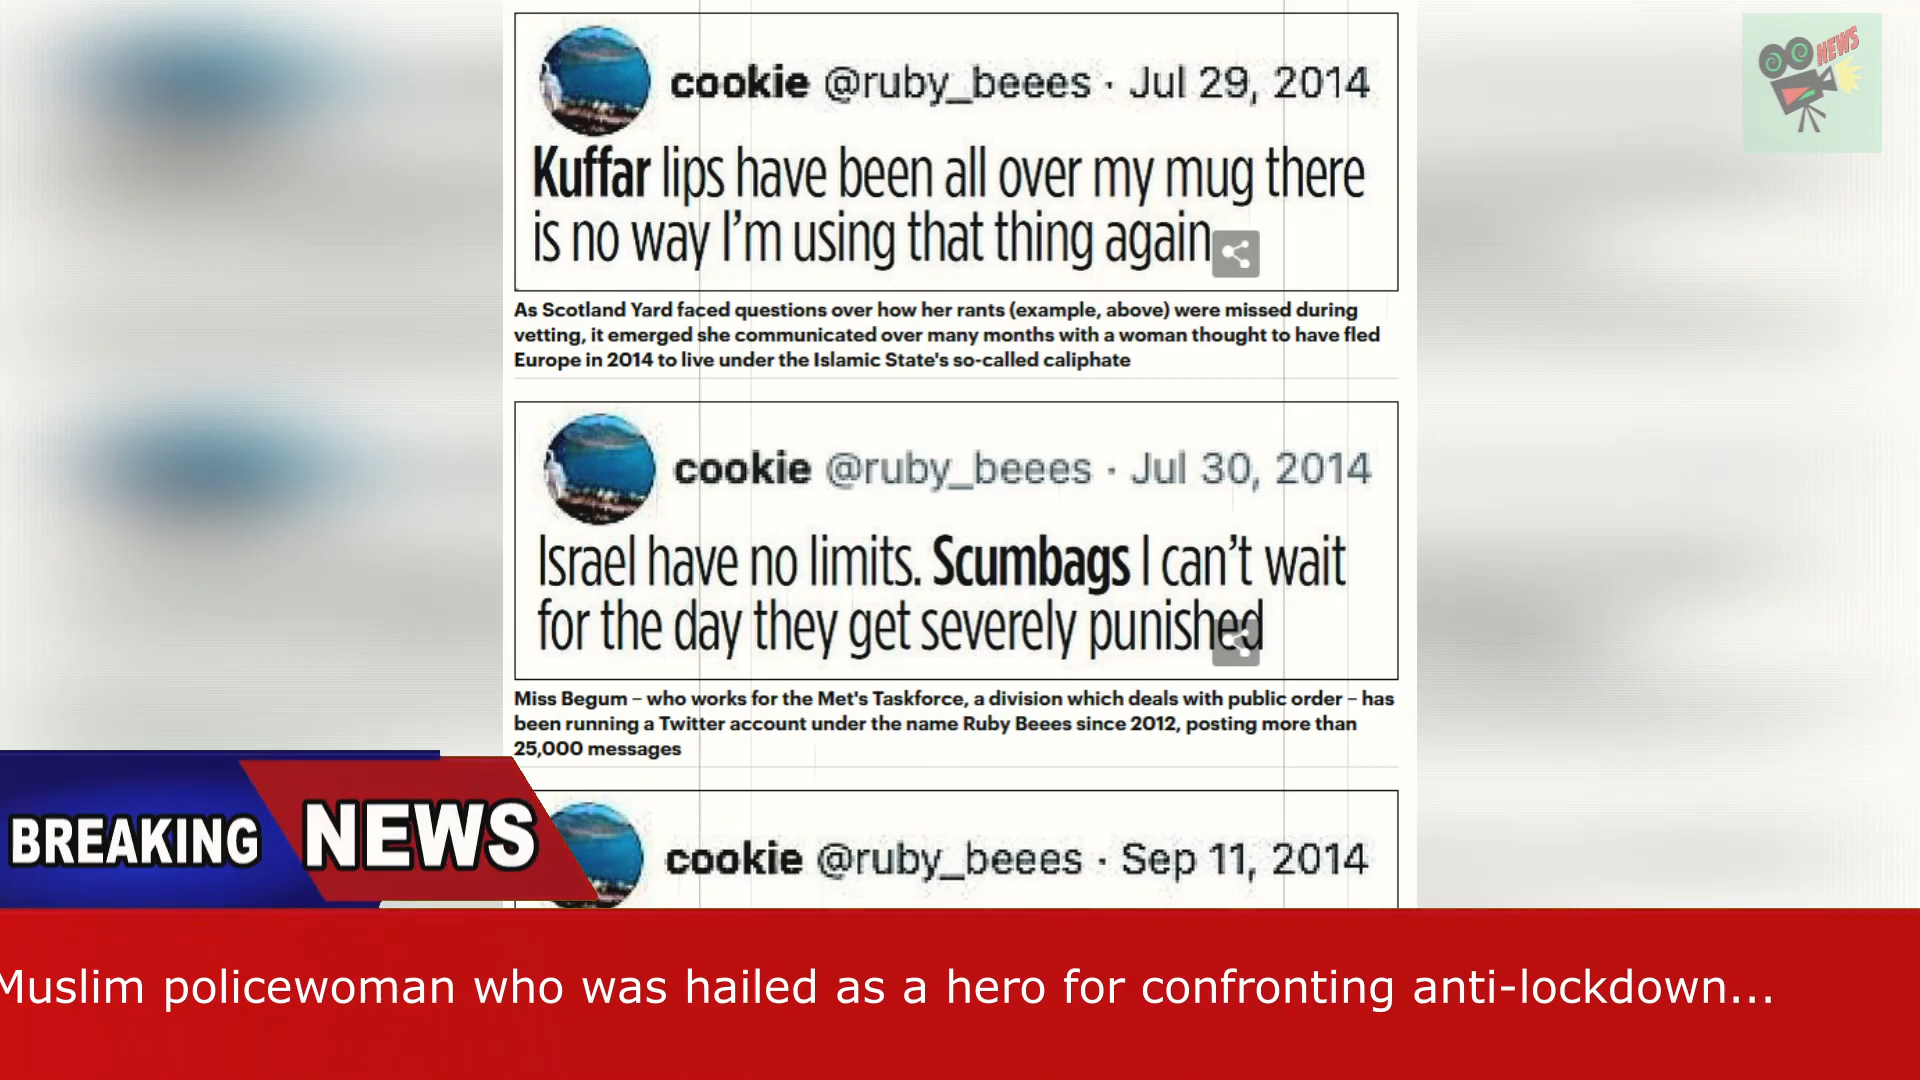 NEWS
cookie @ruby_beees · Jul 29, 2014
Kuffar lips have been all over my mug there
is no way I'm using that thing again
As Scotland Yard faced questions over how her rants (example, above) were missed during
vetting, it emerged she communicated over many months with a woman thought to have fled
Europe in 2014 to live under the Islamic State's so-called caliphate
cookie @ruby_beees · Jul 30, 2014
Israel have no limits. Scumbags I can't wait
for the day they get severely punished
Miss Begum – who works for the Met's Taskforce, a division which deals with public order – has
been running a Twitter account under the name Ruby Beees since 2012, posting more than
25,000 messages
cookie @ruby_beees · Sep 11, 2014
BREAKING NEWS
Muslim policewoman who was hailed as a hero for confronting anti-lockdown...